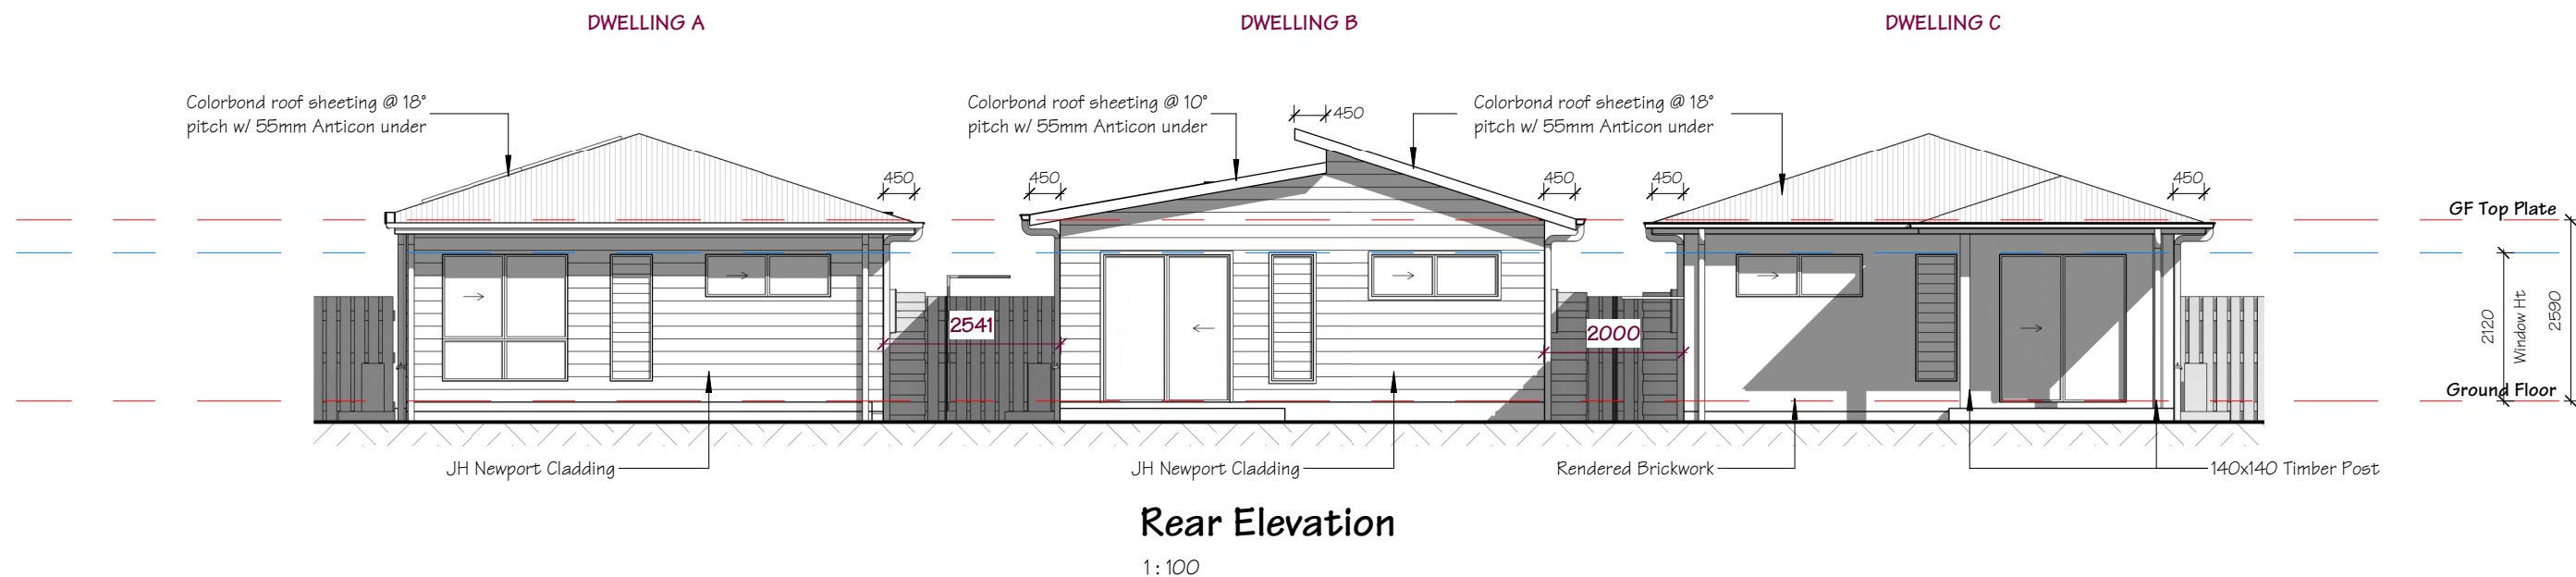 DWELLING A
DWELLING B
DWELLING C
Colorbond roof sheeting @ 18°
pitch w/ 55mm Anticon under
Colorbond roof sheeting @ 10°
pitch w/ 55mm Anticon under
450
Colorbond roof sheeting @ 18°
pitch w/ 55mm Anticon under
450
450
450
450
450
GF Top Plate
2541
2000
2120
Window Ht
2590
Ground Floor
JH Newport Cladding
JH Newport Cladding
Rendered Brickwork
140x140 Timber Post
Rear Elevation
1 : 100